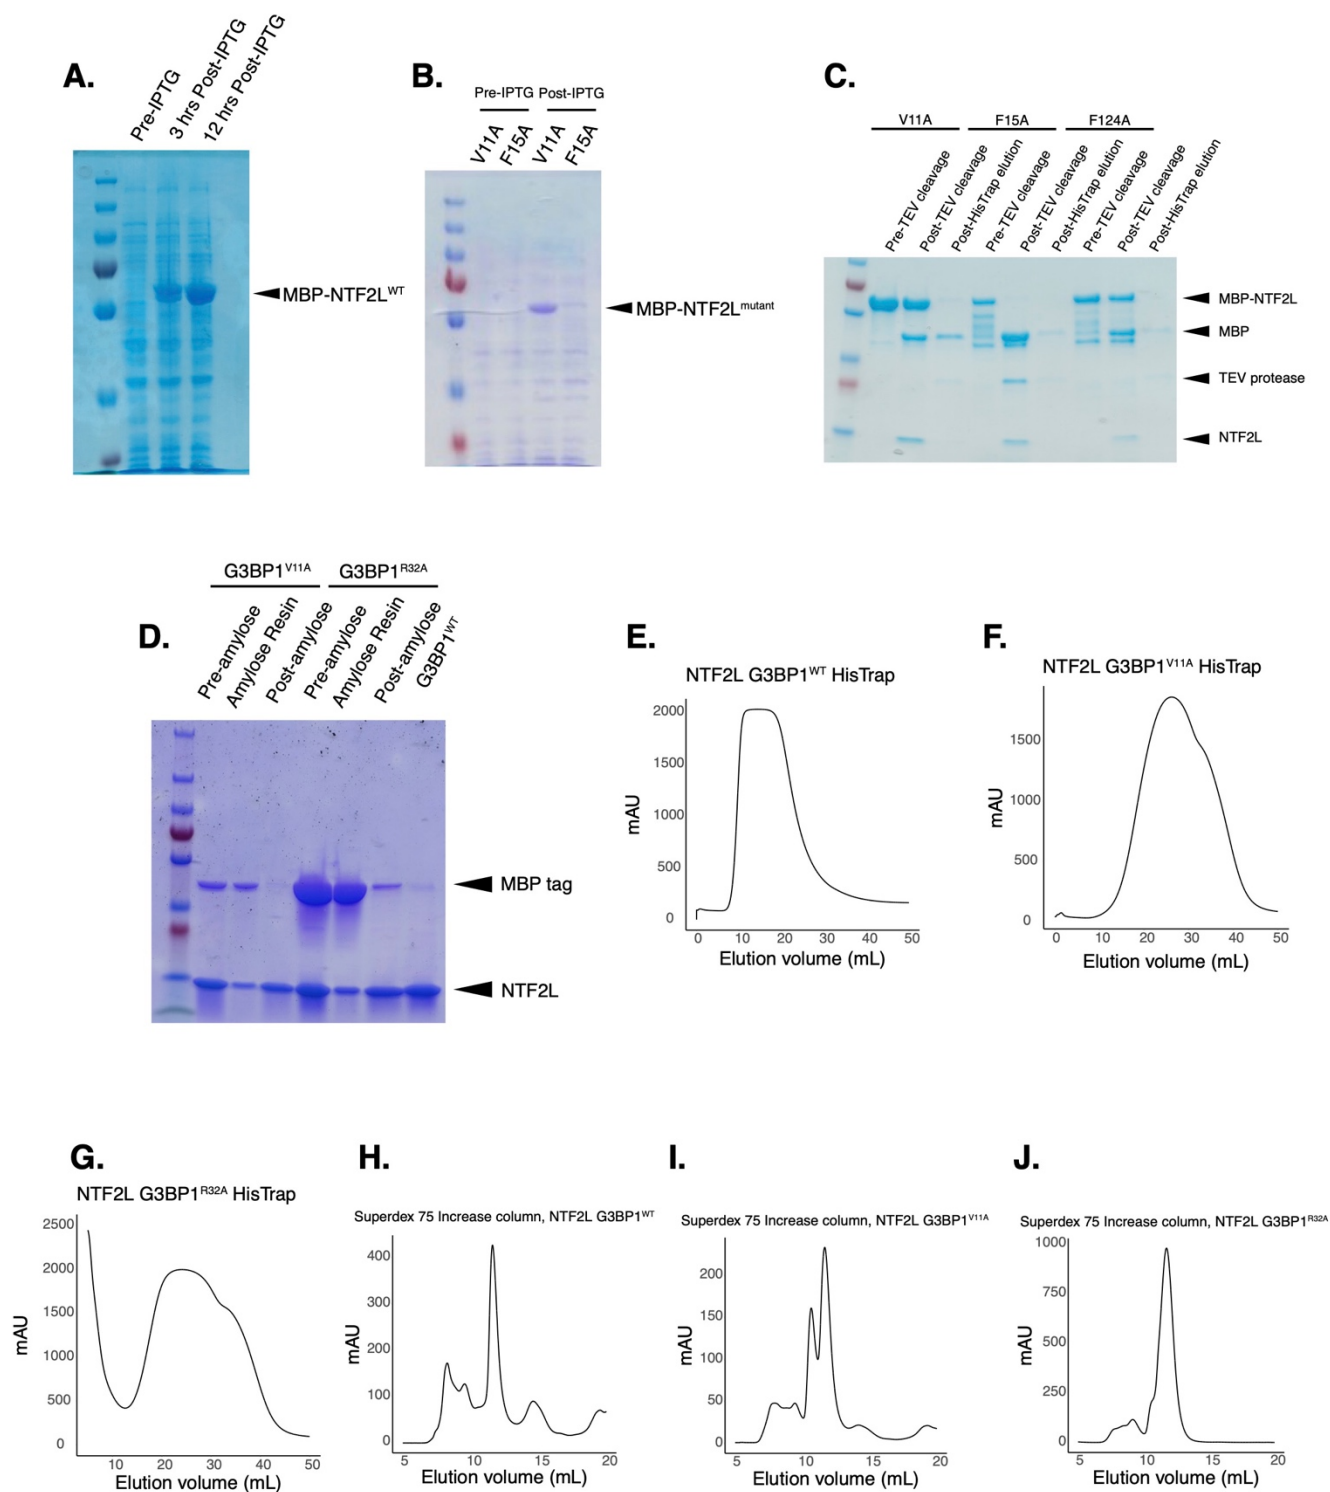 A.
Pre-IPTG
3 hrs Post-IPTG
12 hrs Post-IPTG
MBP-NTF2L^WT
B.
Pre-IPTG Post-IPTG
V11A
F15A
V11A
F15A
MBP-NTF2L^mutant
C.
V11A F15A F124A
Pre-TEV cleavage
Post-TEV cleavage
Post-HisTrap elution
Pre-TEV cleavage
Post-TEV cleavage
Post-HisTrap elution
Pre-TEV cleavage
Post-TEV cleavage
Post-HisTrap elution
MBP-NTF2L
MBP
TEV protease
NTF2L
D.
G3BP1^V11A G3BP1^R32A
Pre-amylose
Amylose Resin
Post-amylose
Pre-amylose
Amylose Resin
Post-amylose
G3BP1^WT
MBP tag
NTF2L
E.
NTF2L G3BP1^WT HisTrap
mAU
2000
1500
1000
500
0
0 10 20 30 40 50
Elution volume (mL)
F.
NTF2L G3BP1^V11A HisTrap
mAU
1500
1000
500
0
0 10 20 30 40 50
Elution volume (mL)
G.
NTF2L G3BP1^R32A HisTrap
mAU
2500
2000
1500
1000
500
0
10 20 30 40 50
Elution volume (mL)
H.
Superdex 75 Increase column, NTF2L G3BP1^WT
mAU
400
300
200
100
0
5 10 15 20
Elution volume (mL)
I.
Superdex 75 Increase column, NTF2L G3BP1^V11A
mAU
200
150
100
50
0
5 10 15 20
Elution volume (mL)
J.
Superdex 75 Increase column, NTF2L G3BP1^R32A
mAU
1000
750
500
250
0
5 10 15 20
Elution volume (mL)